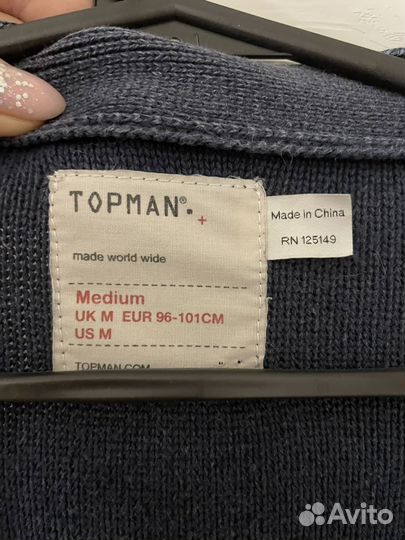 TOPMAN®
made world wide
Medium
UK M EUR 96-101CM
US M
TOPMAN.COM
Made in China
RN 125149
Avito